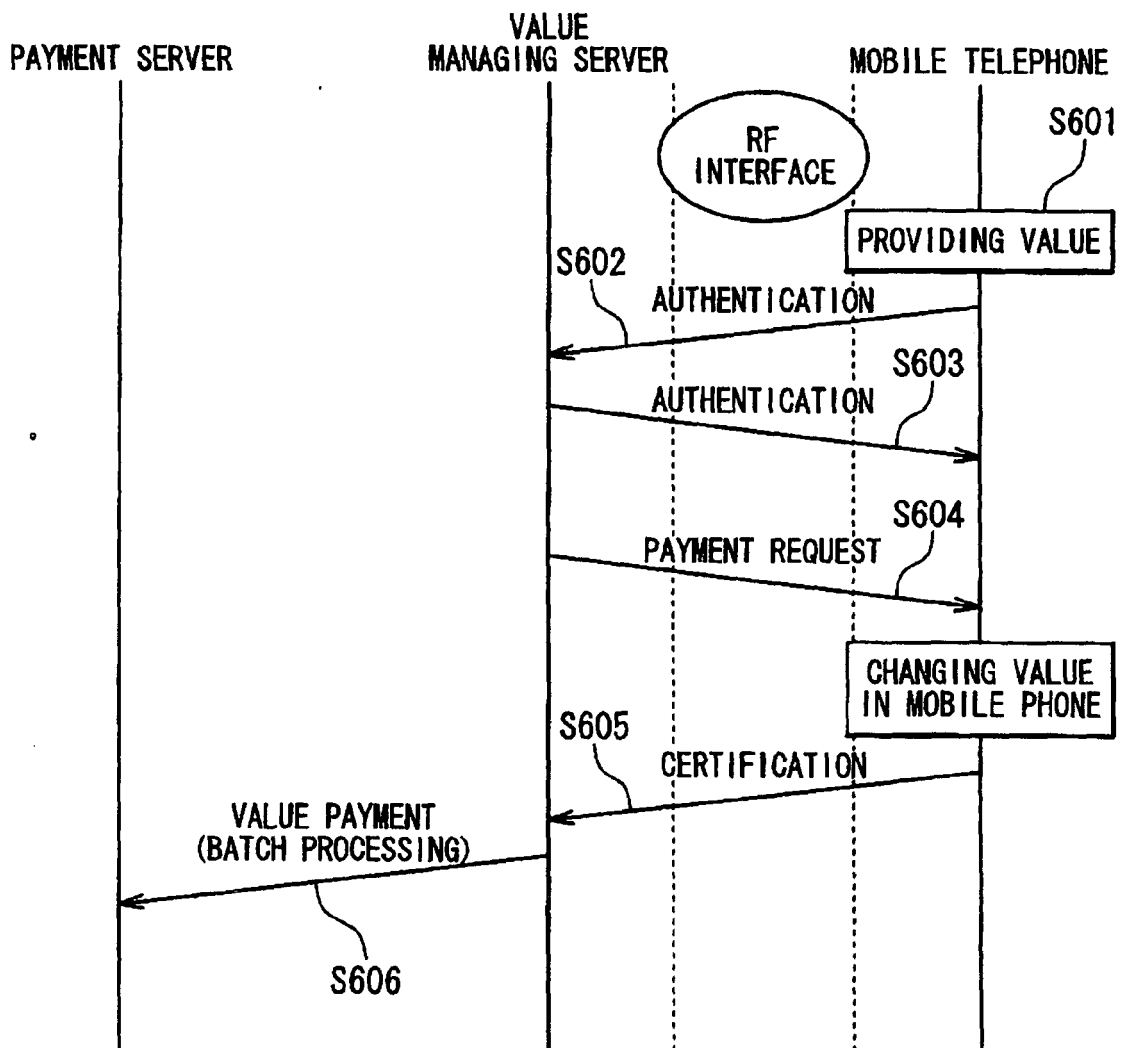 PAYMENT SERVER
VALUE
MANAGING SERVER
MOBILE TELEPHONE
RF
INTERFACE
S601
PROVIDING VALUE
S602
AUTHENTICATION
S603
AUTHENTICATION
S604
PAYMENT REQUEST
CHANGING VALUE
IN MOBILE PHONE
S605
CERTIFICATION
VALUE PAYMENT
(BATCH PROCESSING)
S606